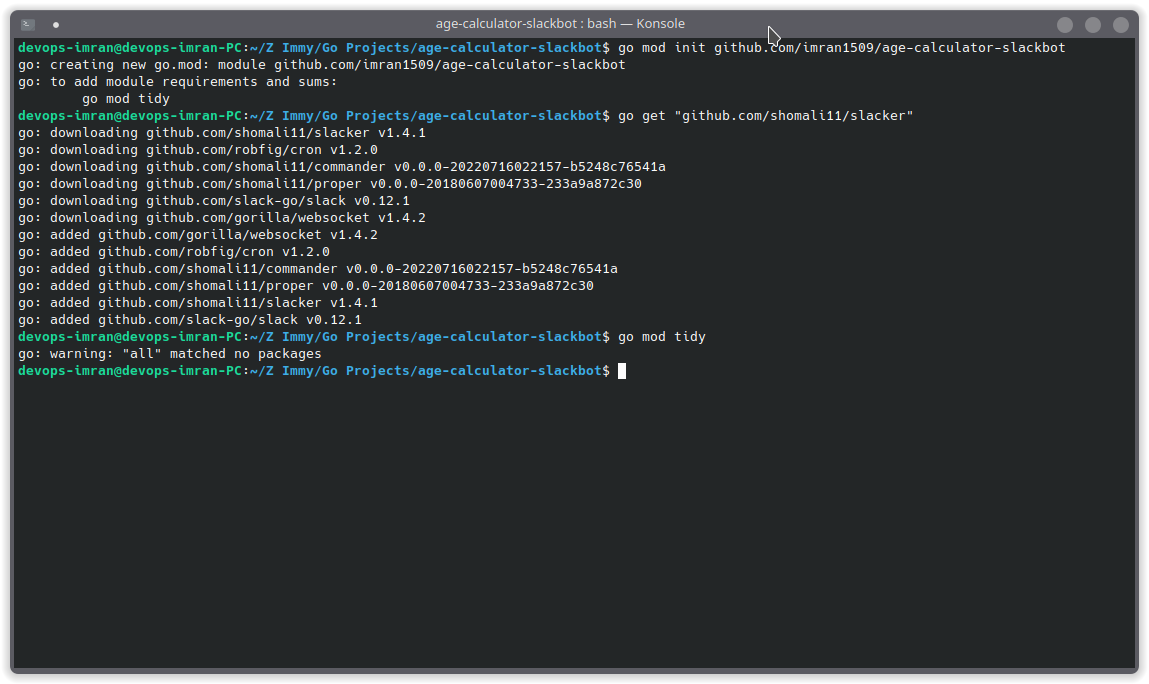 age-calculator-slackbot : bash — Konsole
devops-imran@devops-imran-PC:~/Z Immy/Go Projects/age-calculator-slackbot$ go mod init github.com/imran1509/age-calculator-slackbot
go: creating new go.mod: module github.com/imran1509/age-calculator-slackbot
go: to add module requirements and sums:
        go mod tidy
devops-imran@devops-imran-PC:~/Z Immy/Go Projects/age-calculator-slackbot$ go get "github.com/shomali11/slacker"
go: downloading github.com/shomali11/slacker v1.4.1
go: downloading github.com/robfig/cron v1.2.0
go: downloading github.com/shomali11/commander v0.0.0-20220716022157-b5248c76541a
go: downloading github.com/shomali11/proper v0.0.0-20180607004733-233a9a872c30
go: downloading github.com/slack-go/slack v0.12.1
go: downloading github.com/gorilla/websocket v1.4.2
go: added github.com/gorilla/websocket v1.4.2
go: added github.com/robfig/cron v1.2.0
go: added github.com/shomali11/commander v0.0.0-20220716022157-b5248c76541a
go: added github.com/shomali11/proper v0.0.0-20180607004733-233a9a872c30
go: added github.com/shomali11/slacker v1.4.1
go: added github.com/slack-go/slack v0.12.1
devops-imran@devops-imran-PC:~/Z Immy/Go Projects/age-calculator-slackbot$ go mod tidy
go: warning: "all" matched no packages
devops-imran@devops-imran-PC:~/Z Immy/Go Projects/age-calculator-slackbot$